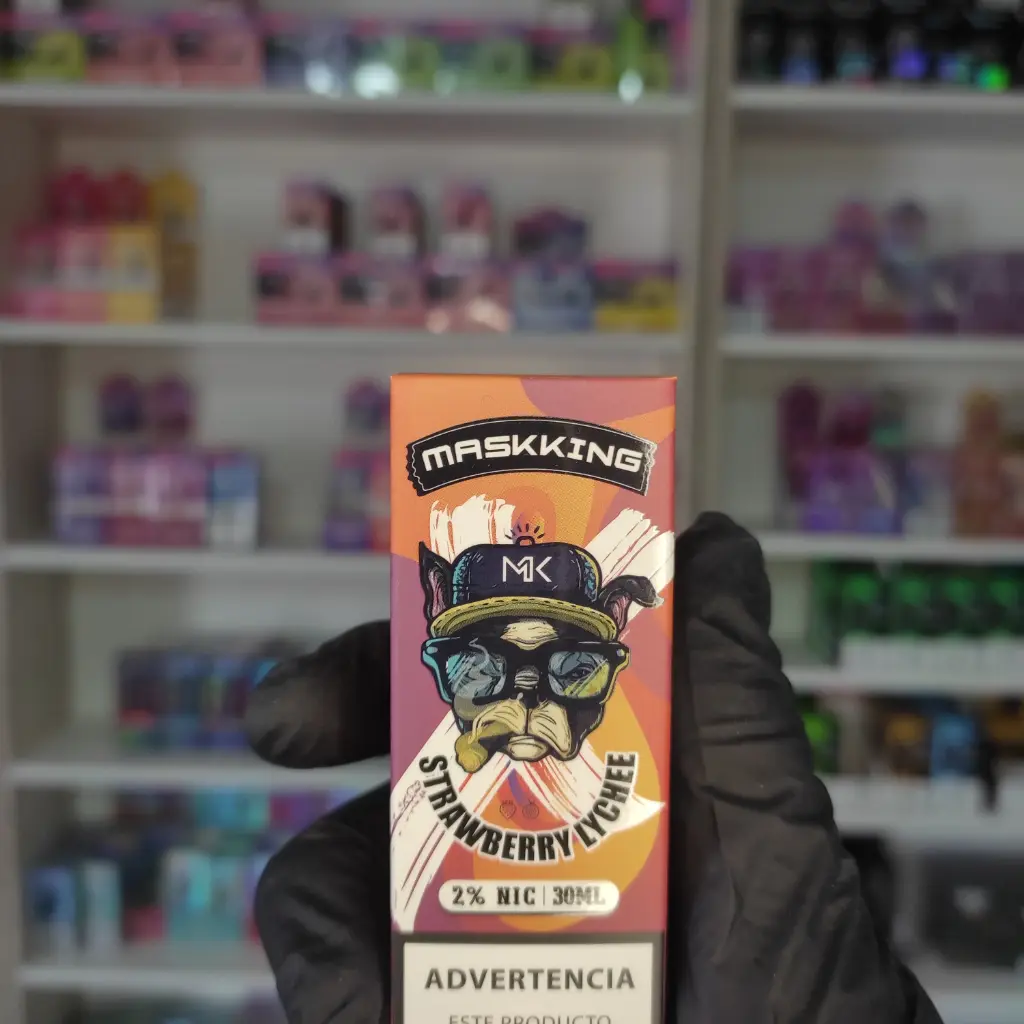 MASKKING
MK
STRAWBERRY LYCHEE
2% NIC | 30ML
ADVERTENCIA
ESTE PRODUCTO